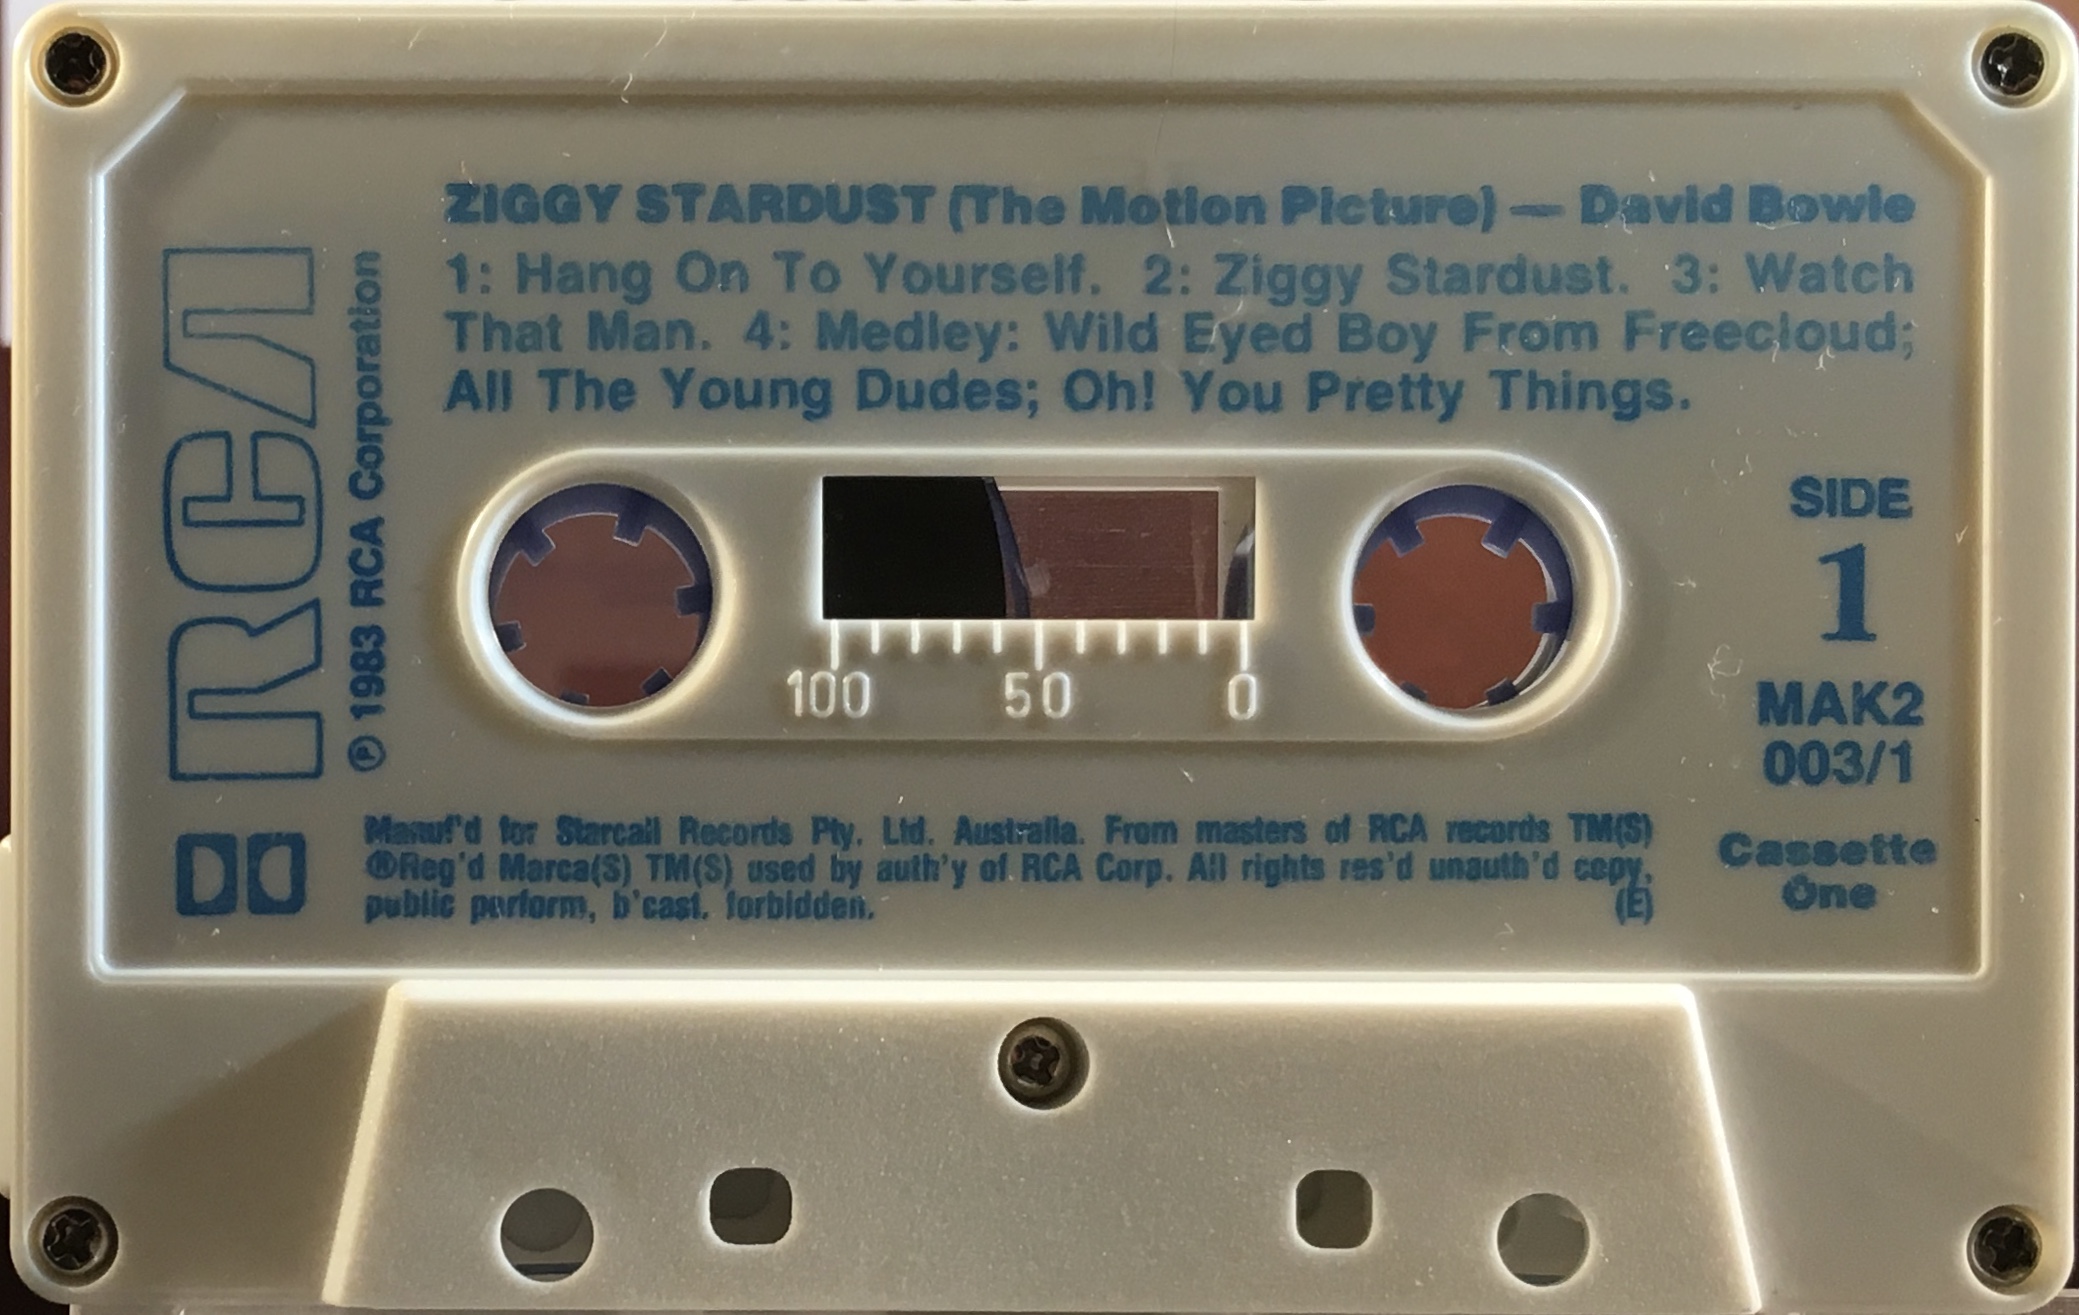 ZIGGY STARDUST (The Motion Picture) — David Bowie
1: Hang On To Yourself. 2: Ziggy Stardust. 3: Watch
That Man. 4: Medley: Wild Eyed Boy From Freecloud;
All The Young Dudes; Oh! You Pretty Things.
RCA
℗ 1983 RCA Corporation
SIDE
1
MAK2
003/1
100 50 0
Manuf'd for Starcall Records Pty. Ltd. Australia. From masters of RCA records TM(S)
®Reg'd Marca(S) TM(S) used by auth'y of RCA Corp. All rights res'd unauth'd copy,
public perform, b'cast. forbidden. (E)
Cassette
One